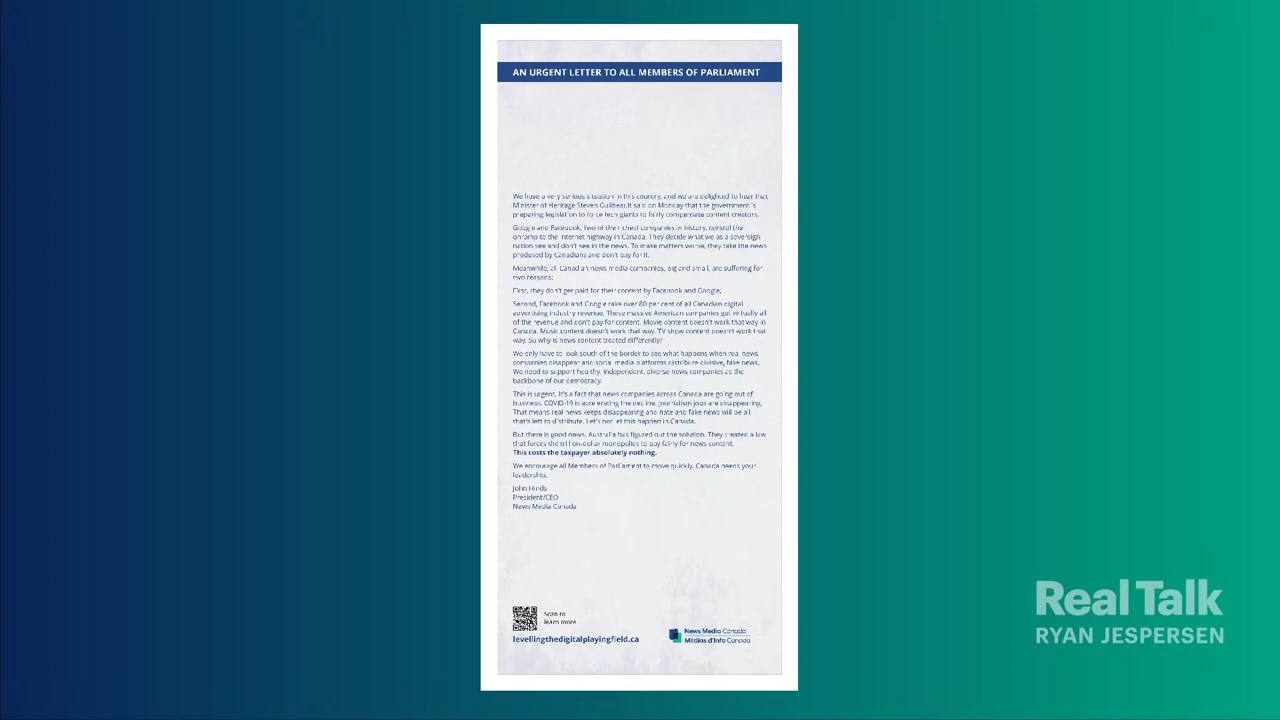 AN URGENT LETTER TO ALL MEMBERS OF PARLIAMENT
We have a very serious situation in this country, and we are delighted to hear that
Minister of Heritage Steven Guilbeault said on Monday that the government is
preparing legislation to force tech giants to fairly compensate content creators.
Google and Facebook, two of the richest companies in history, control the
onramp to the internet highway in Canada. They decide what we as a sovereign
nation see and don't see in the news. To make matters worse, they take the news
produced by Canadians and don't pay for it.
Meanwhile, all Canadian news media companies, big and small, are suffering for
two reasons:
First, they don't get paid for their content by Facebook and Google;
Second, Facebook and Google take over 80 per cent of all Canadian digital
advertising industry revenue. These massive American companies get virtually all
of the revenue and don't pay for content. Movie content doesn't work that way in
Canada. Music content doesn't work that way. TV show content doesn't work that
way. So why is news content treated differently?
We only have to look south of the border to see what happens when real news
companies disappear and social media platforms distribute divisive, fake news.
We need to support healthy, independent, diverse news companies as the
backbone of our democracy.
This is urgent. It's a fact that news companies across Canada are going out of
business. COVID-19 is accelerating the decline. Journalism jobs are disappearing.
That means real news keeps disappearing and hate and fake news will be all
that's left to distribute. Let's not let this happen in Canada.
But there is good news. Australia has figured out the solution. They created a law
that forces the trillion-dollar monopolies to pay fairly for news content.
This costs the taxpayer absolutely nothing.
We encourage all Members of Parliament to move quickly. Canada needs your
leadership.
John Hinds
President/CEO
News Media Canada
Scan to
learn more
levellingthedigitalplayingfield.ca
News Media Canada
Médias d'Info Canada
Real Talk
RYAN JESPERSEN